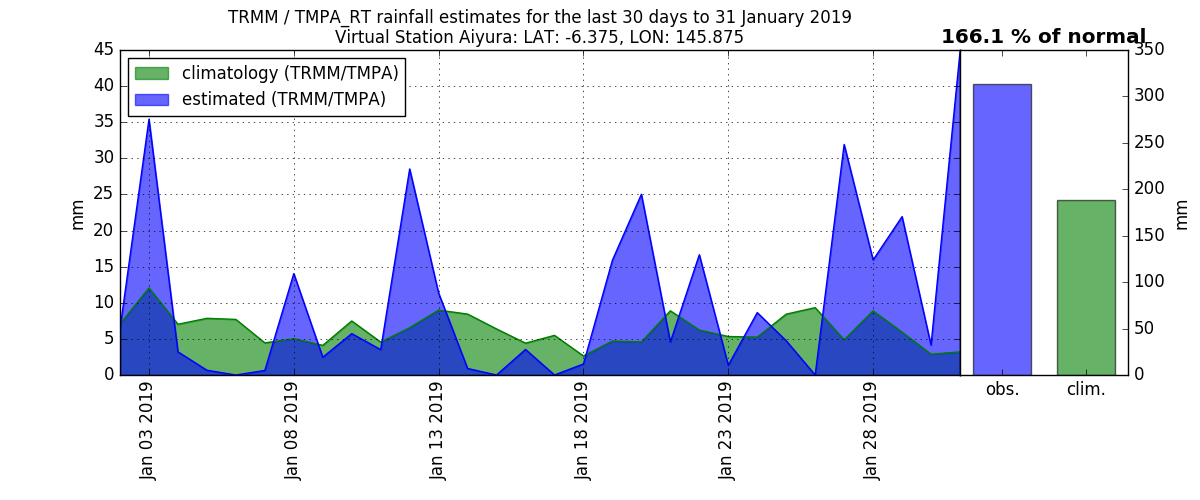 TRMM / TMPA_RT rainfall estimates for the last 30 days to 31 January 2019
Virtual Station Aiyura: LAT: -6.375, LON: 145.875
166.1 % of normal
climatology (TRMM/TMPA)
estimated (TRMM/TMPA)
mm
45
40
35
30
25
20
15
10
5
0
Jan 03 2019
Jan 08 2019
Jan 13 2019
Jan 18 2019
Jan 23 2019
Jan 28 2019
obs.
clim.
350
300
250
200
150
100
50
0
mm